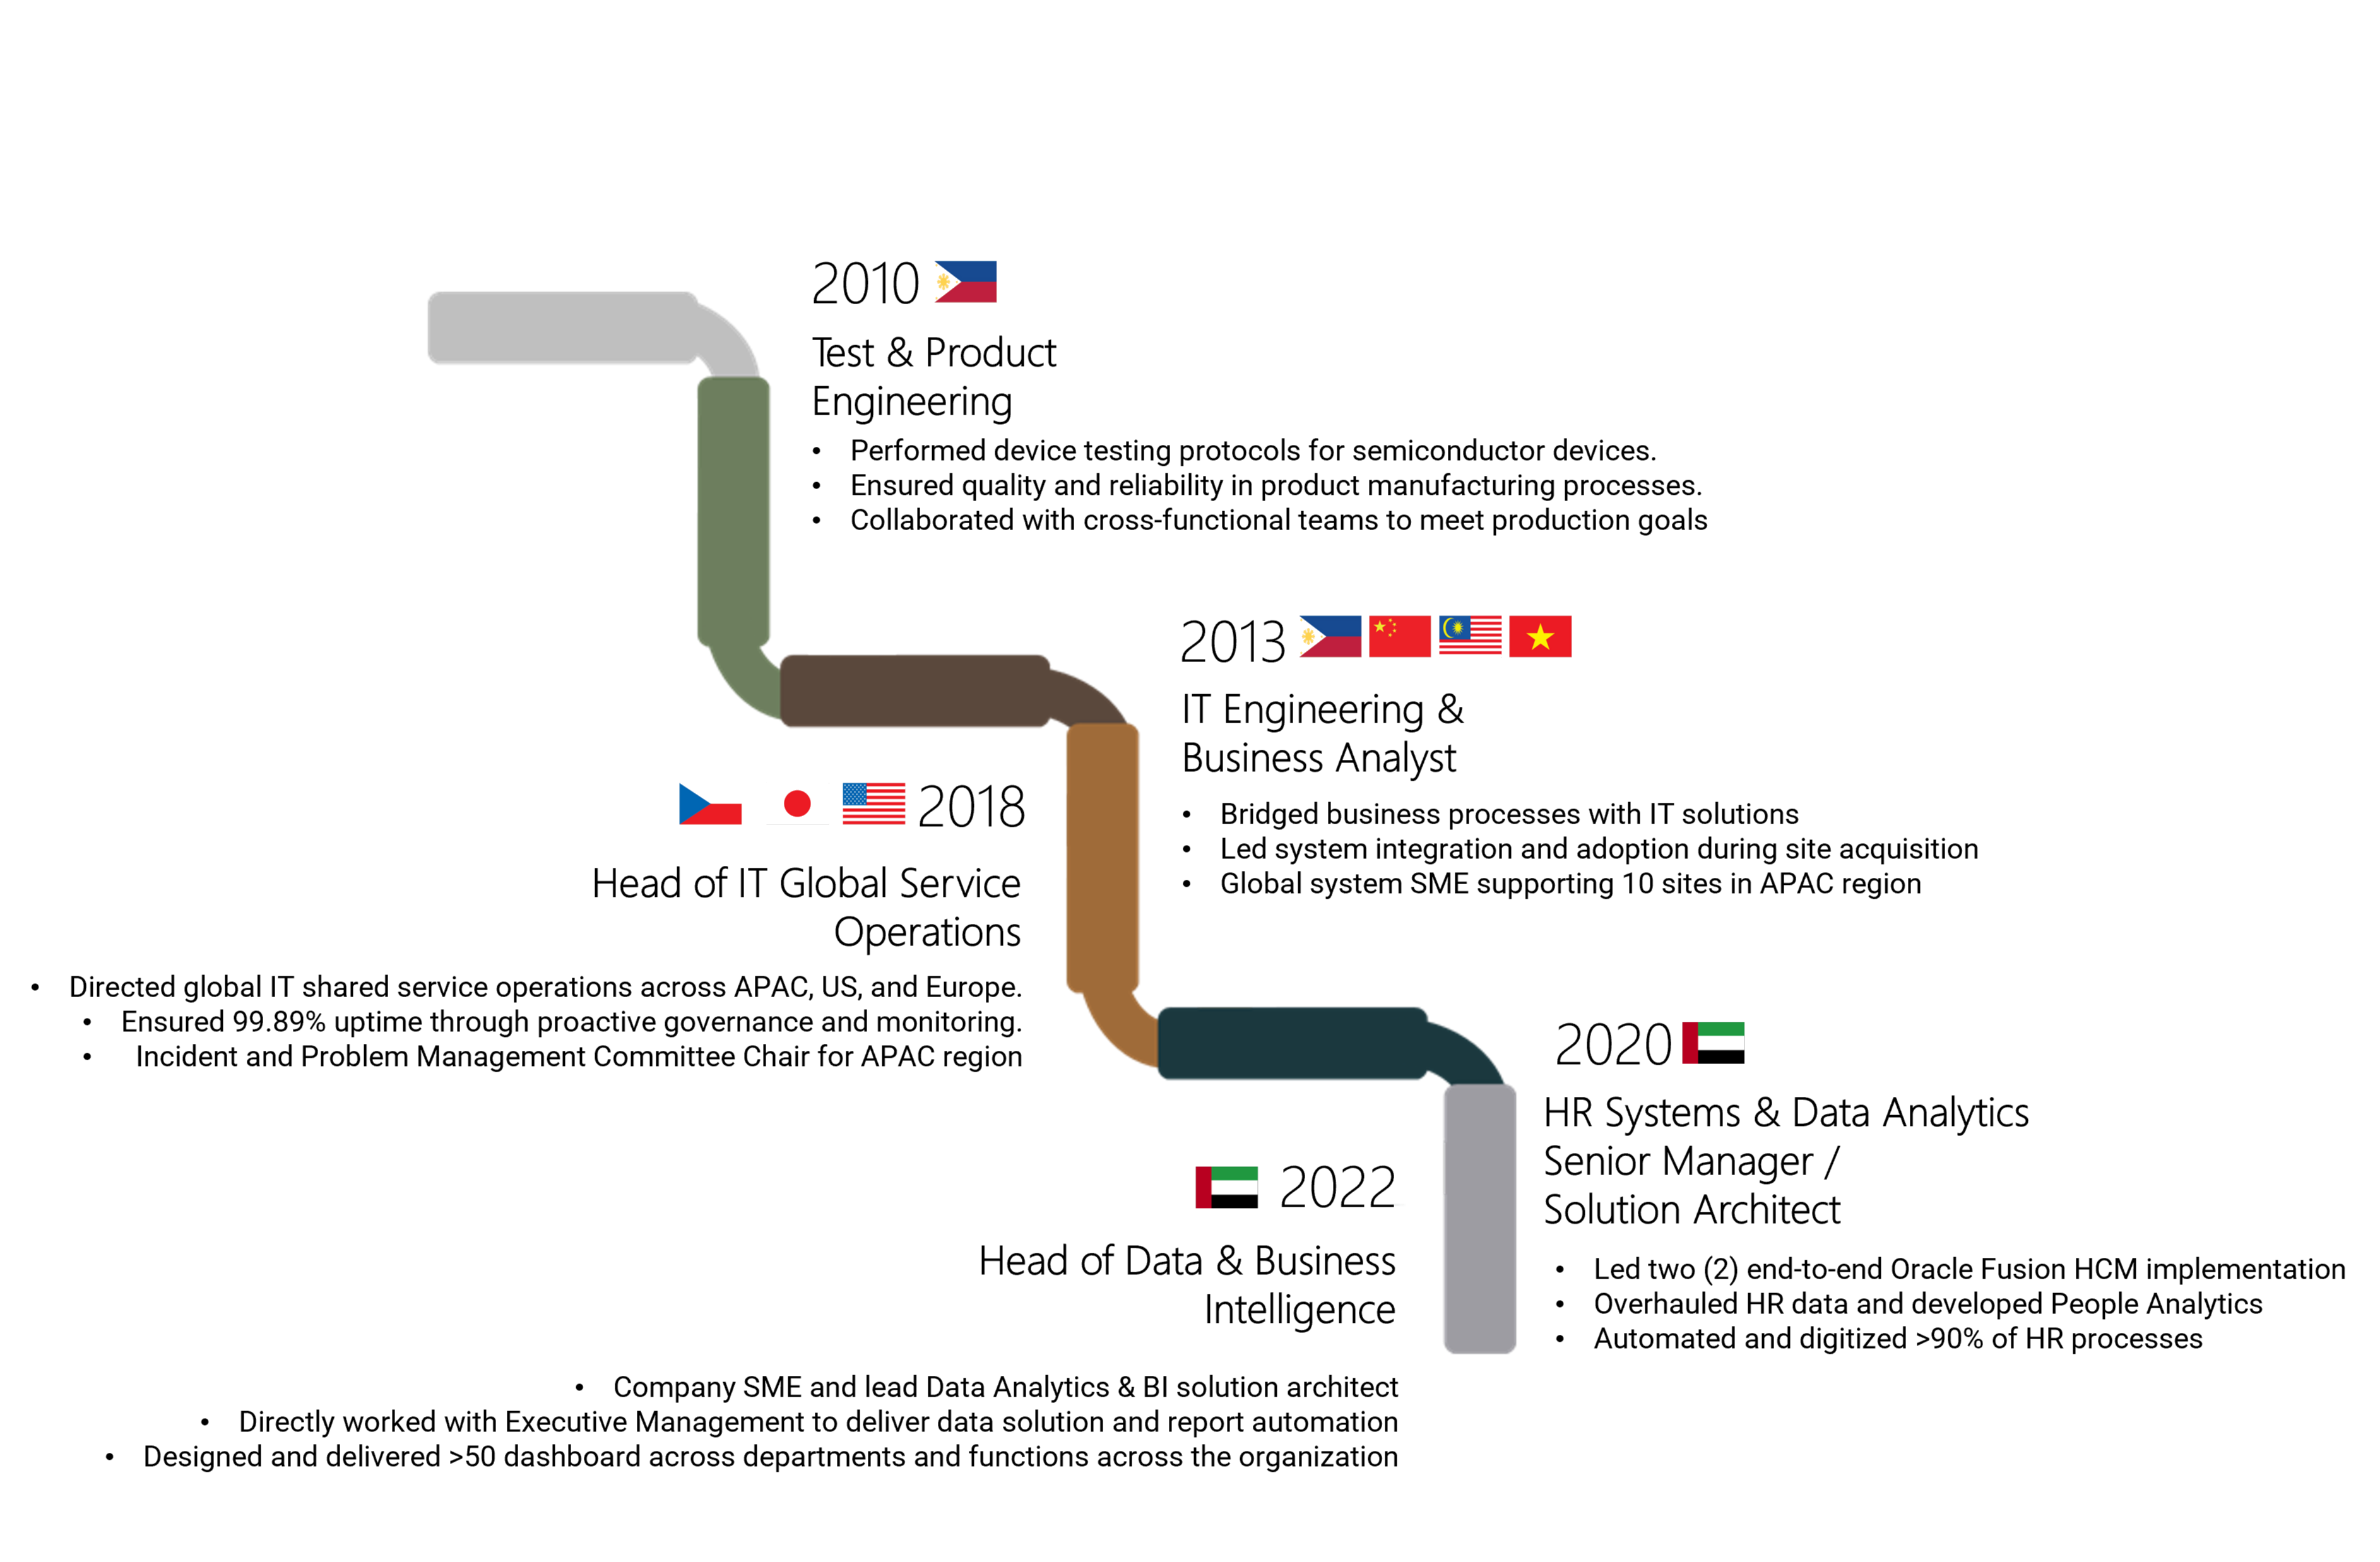 2010
Test & Product
Engineering
• Performed device testing protocols for semiconductor devices.
• Ensured quality and reliability in product manufacturing processes.
• Collaborated with cross-functional teams to meet production goals
2013
IT Engineering &
Business Analyst
• Bridged business processes with IT solutions
• Led system integration and adoption during site acquisition
• Global system SME supporting 10 sites in APAC region
2018
Head of IT Global Service
Operations
• Directed global IT shared service operations across APAC, US, and Europe.
• Ensured 99.89% uptime through proactive governance and monitoring.
• Incident and Problem Management Committee Chair for APAC region
2020
HR Systems & Data Analytics
Senior Manager /
Solution Architect
• Led two (2) end-to-end Oracle Fusion HCM implementation
• Overhauled HR data and developed People Analytics
• Automated and digitized >90% of HR processes
2022
Head of Data & Business
Intelligence
• Company SME and lead Data Analytics & BI solution architect
• Directly worked with Executive Management to deliver data solution and report automation
• Designed and delivered >50 dashboard across departments and functions across the organization